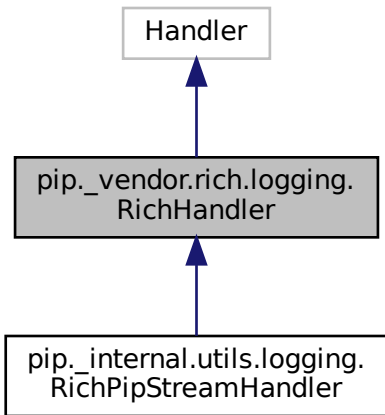 Handler
pip._vendor.rich.logging.
RichHandler
pip._internal.utils.logging.
RichPipStreamHandler